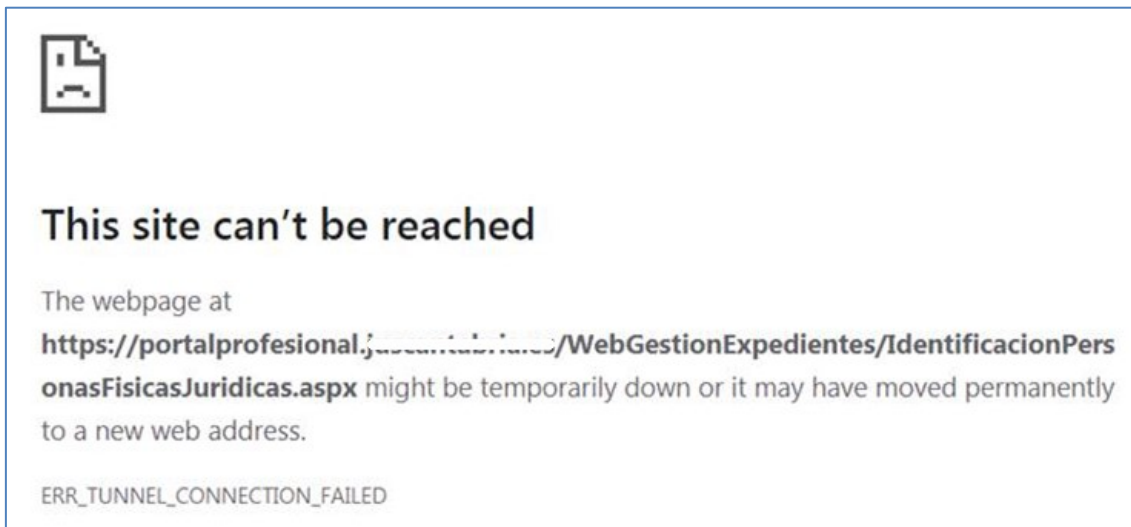 This site can't be reached
The webpage at
https://portalprofesional. /WebGestionExpedientes/IdentificacionPers
onasFisicasJuridicas.aspx might be temporarily down or it may have moved permanently
to a new web address.
ERR_TUNNEL_CONNECTION_FAILED